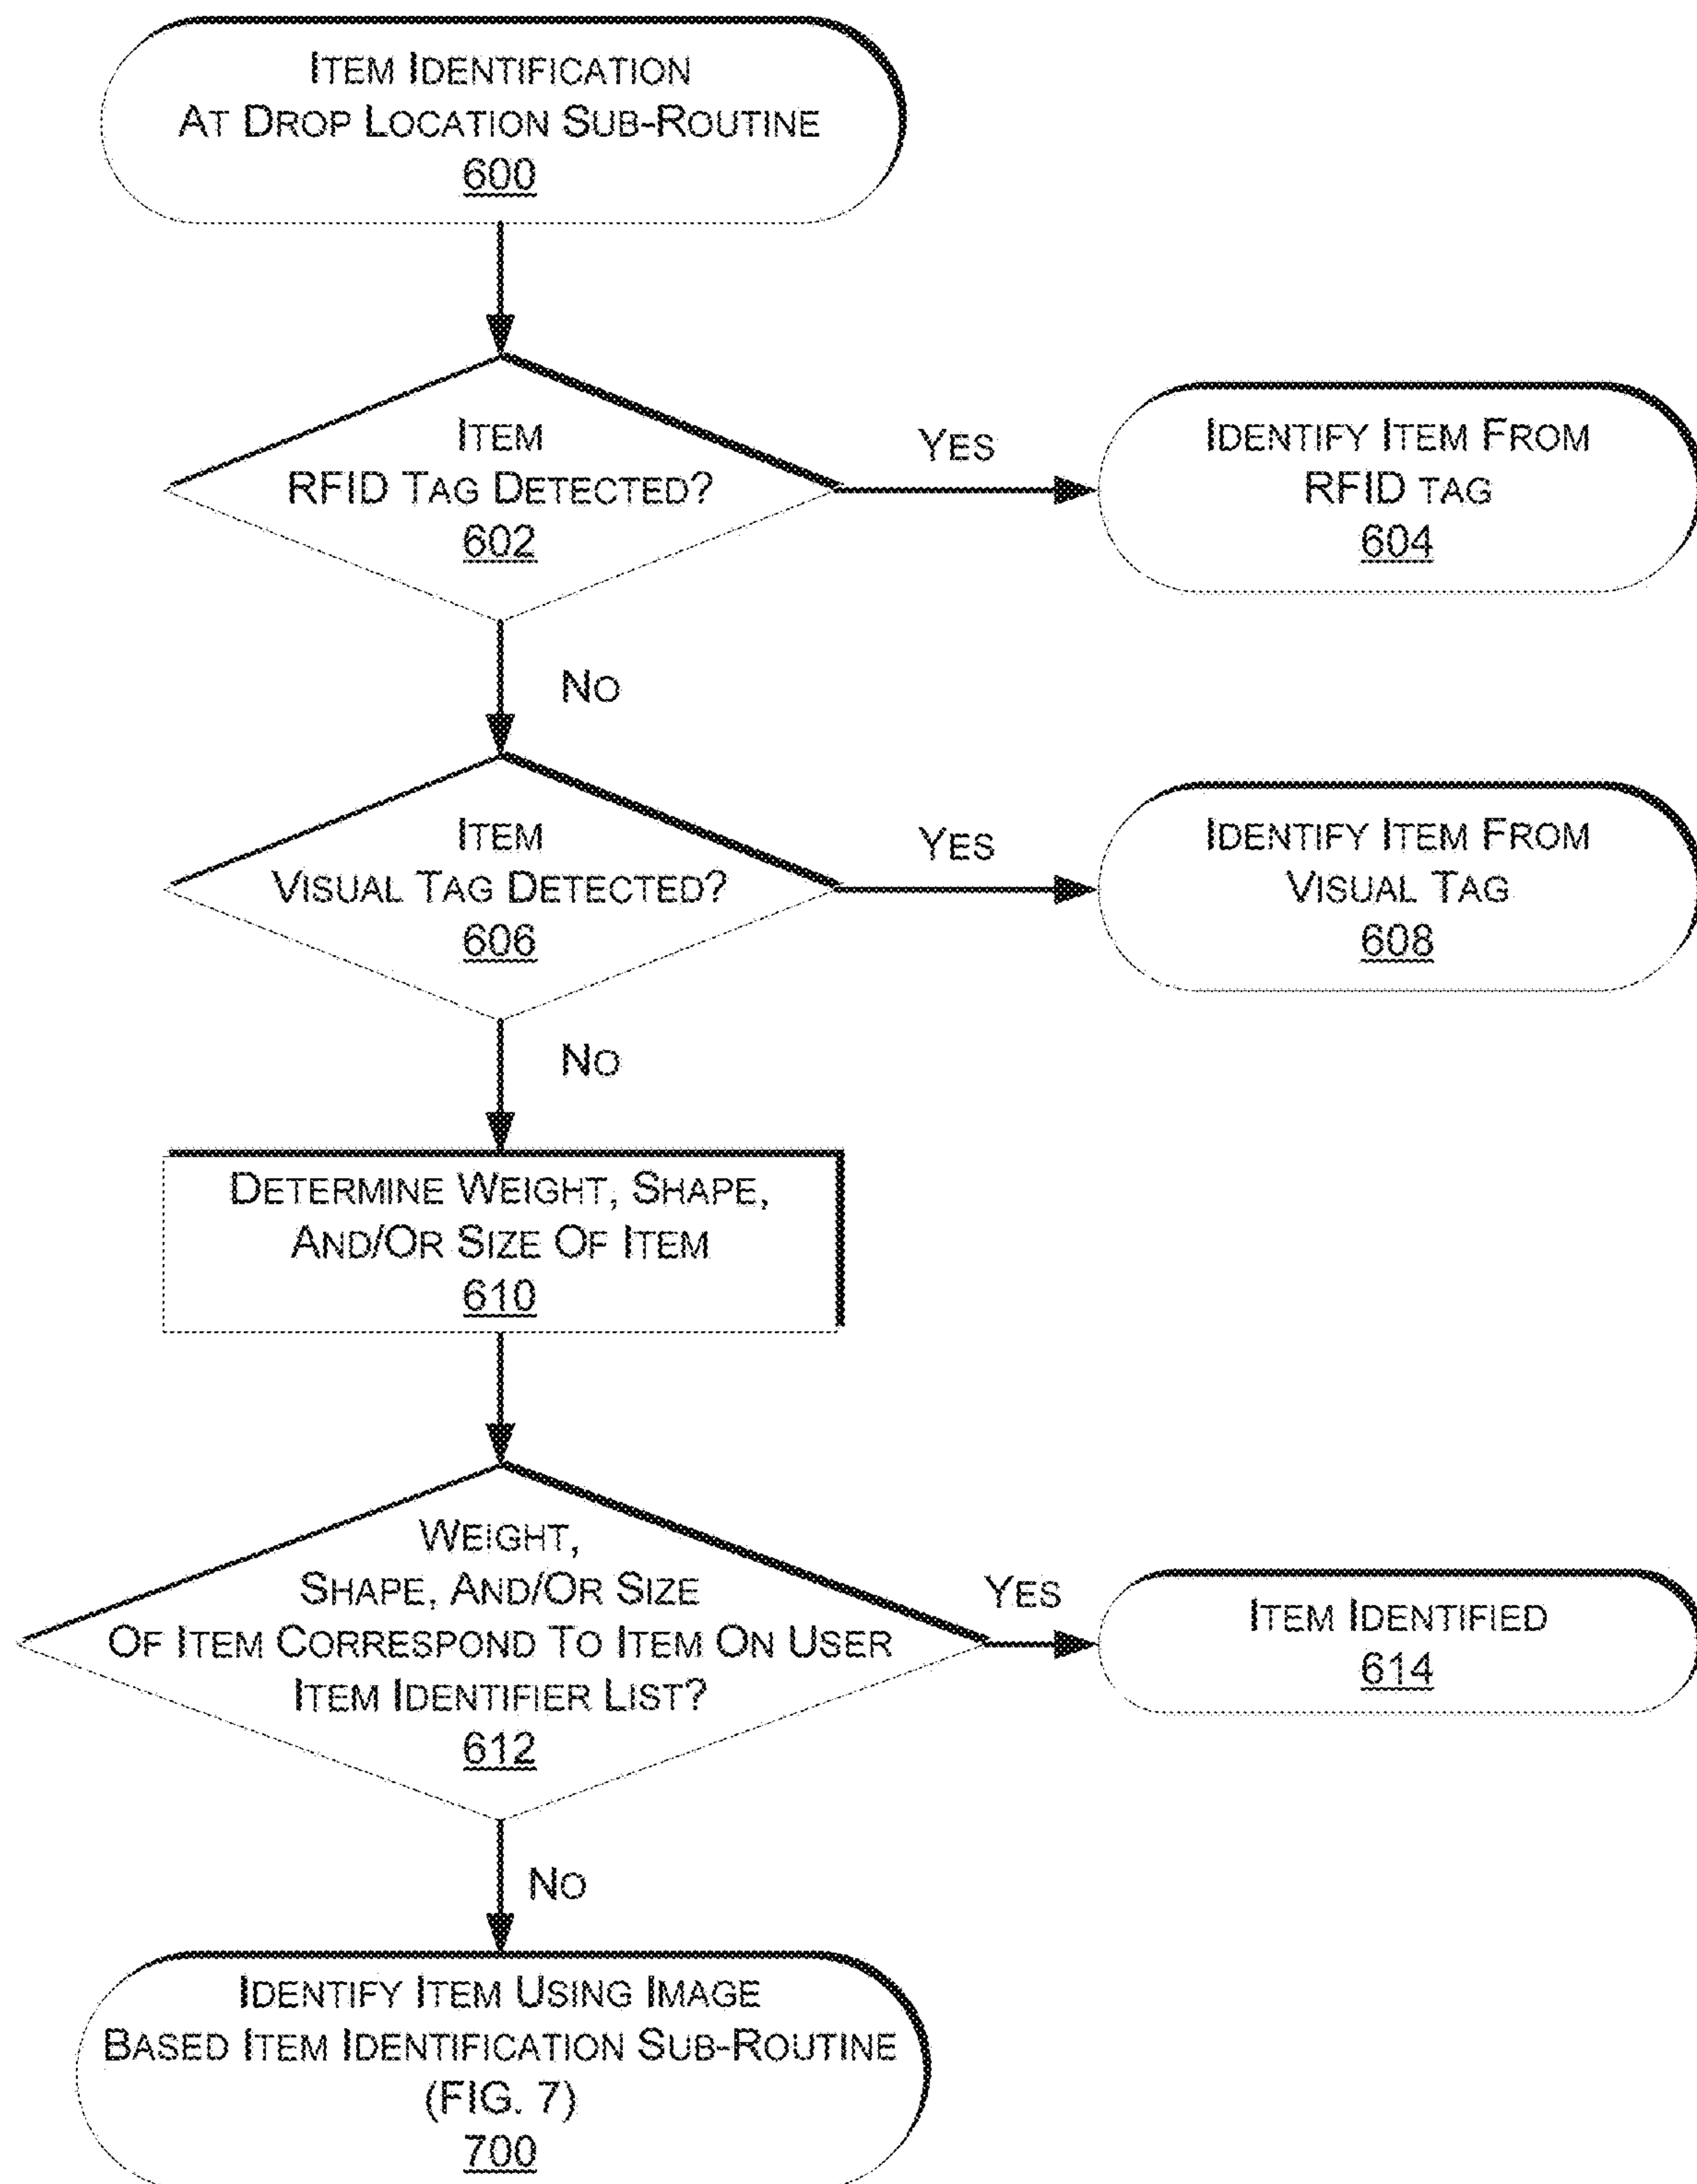 ITEM IDENTIFICATION
AT DROP LOCATION SUB-ROUTINE
600
ITEM
RFID TAG DETECTED?
602
YES
IDENTIFY ITEM FROM
RFID TAG
604
NO
ITEM
VISUAL TAG DETECTED?
606
YES
IDENTIFY ITEM FROM
VISUAL TAG
608
NO
DETERMINE WEIGHT, SHAPE,
AND/OR SIZE OF ITEM
610
WEIGHT,
SHAPE, AND/OR SIZE
OF ITEM CORRESPOND TO ITEM ON USER
ITEM IDENTIFIER LIST?
612
YES
ITEM IDENTIFIED
614
NO
IDENTIFY ITEM USING IMAGE
BASED ITEM IDENTIFICATION SUB-ROUTINE
(FIG. 7)
700